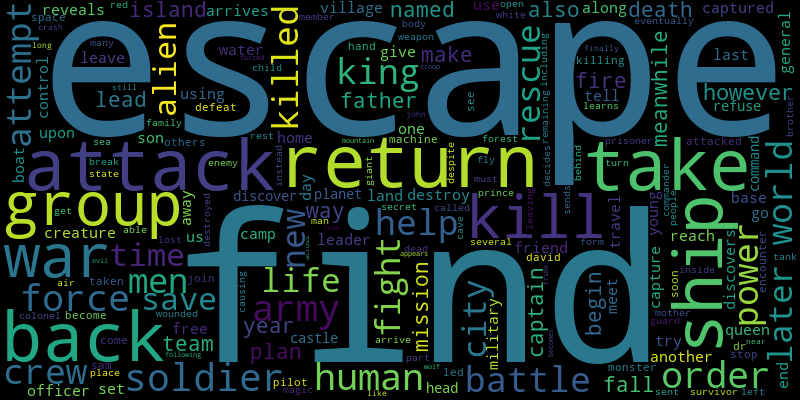 escape
find
attack
return
take
group
back
kill
ship
war
force
men
time
save
soldier
crew
army
life
human
fight
help
new
way
king
father
lead
island
arrives
reveals
attempt
control
alien
killed
named
village
also
death
along
captured
rescue
meanwhile
fire
tell
learns
however
refuse
last
general
space
red
leave
many
water
using
defeat
child
give
make
hand
body
weapon
white
open
use
member
eventually
killing
finally
crash
long
still
family
forced
troop
see
including
remaining
upon
son
others
home
rest
one
machine
john
forest
sea
break
state
enemy
instead
mountain
giant
despite
fly
must
behind
decides
prisoner
attacked
turn
command
boat
discover
planet
land
destroy
day
secret
called
prince
cave
several
leaving
sends
commander
people
young
base
go
world
later
end
tank
power
queen
encounter
discovers
reach
travel
get
able
away
destroyed
creature
us
camp
leader
man
lost
evil
air
taken
join
causing
year
castle
dead
appears
friend
david
form
begin
meet
city
captain
mission
military
capture
inside
soon
mother
guard
dr
near
try
stop
another
order
monster
fall
battle
head
led
part
arrive
plan
team
free
wounded
colonel
become
come
sam
place
following
officer
set
pilot
magic
like
wolf
became
sent
survivor
left